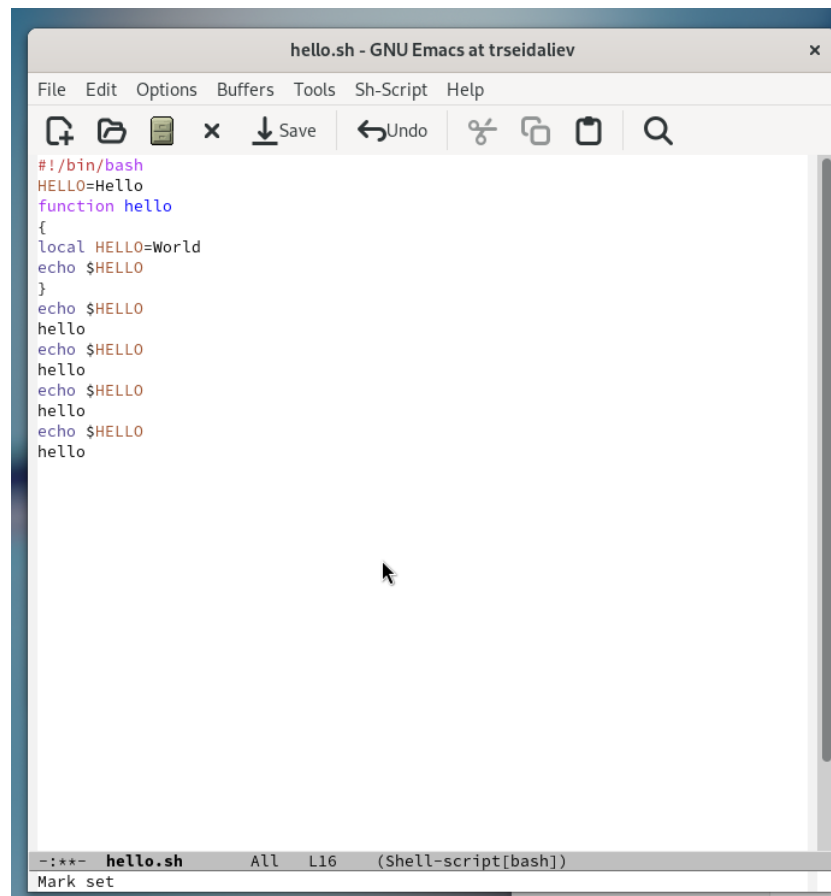 hello.sh - GNU Emacs at trseidaliev
File Edit Options Buffers Tools Sh-Script Help
Save Undo
#!/bin/bash
HELLO=Hello
function hello
{
local HELLO=World
echo $HELLO
}
echo $HELLO
hello
echo $HELLO
hello
echo $HELLO
hello
echo $HELLO
hello
-:**- hello.sh All L16 (Shell-script[bash])
Mark set